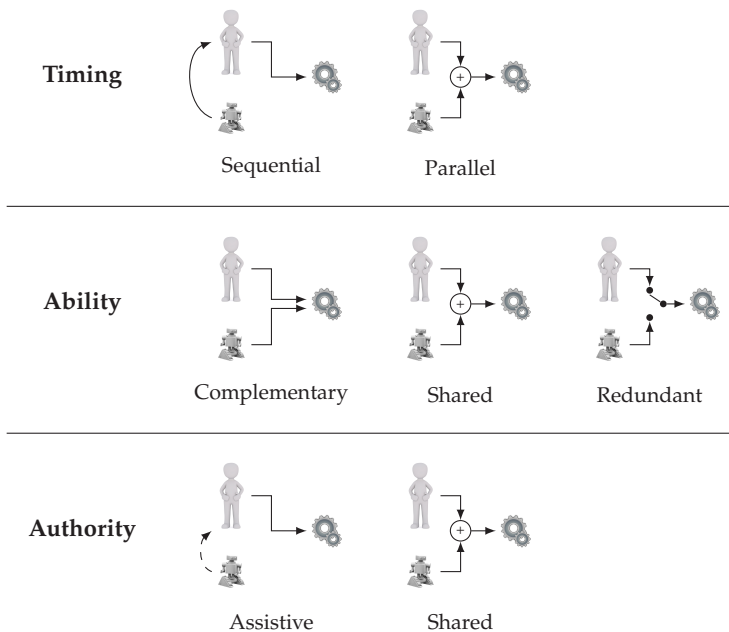 Timing
+
Sequential
Parallel
Ability
+
Complementary
Shared
Redundant
Authority
+
Assistive
Shared